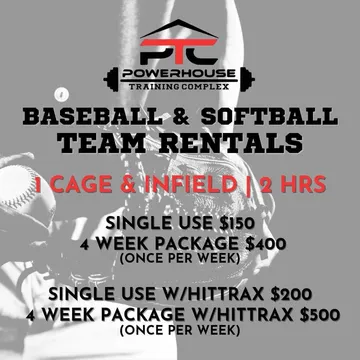 PTC
POWERHOUSE
TRAINING COMPLEX
BASEBALL & SOFTBALL
TEAM RENTALS
1 CAGE & INFIELD | 2 HRS
SINGLE USE $150
4 WEEK PACKAGE $400
(ONCE PER WEEK)
SINGLE USE W/HITTRAX $200
4 WEEK PACKAGE W/HITTRAX $500
(ONCE PER WEEK)